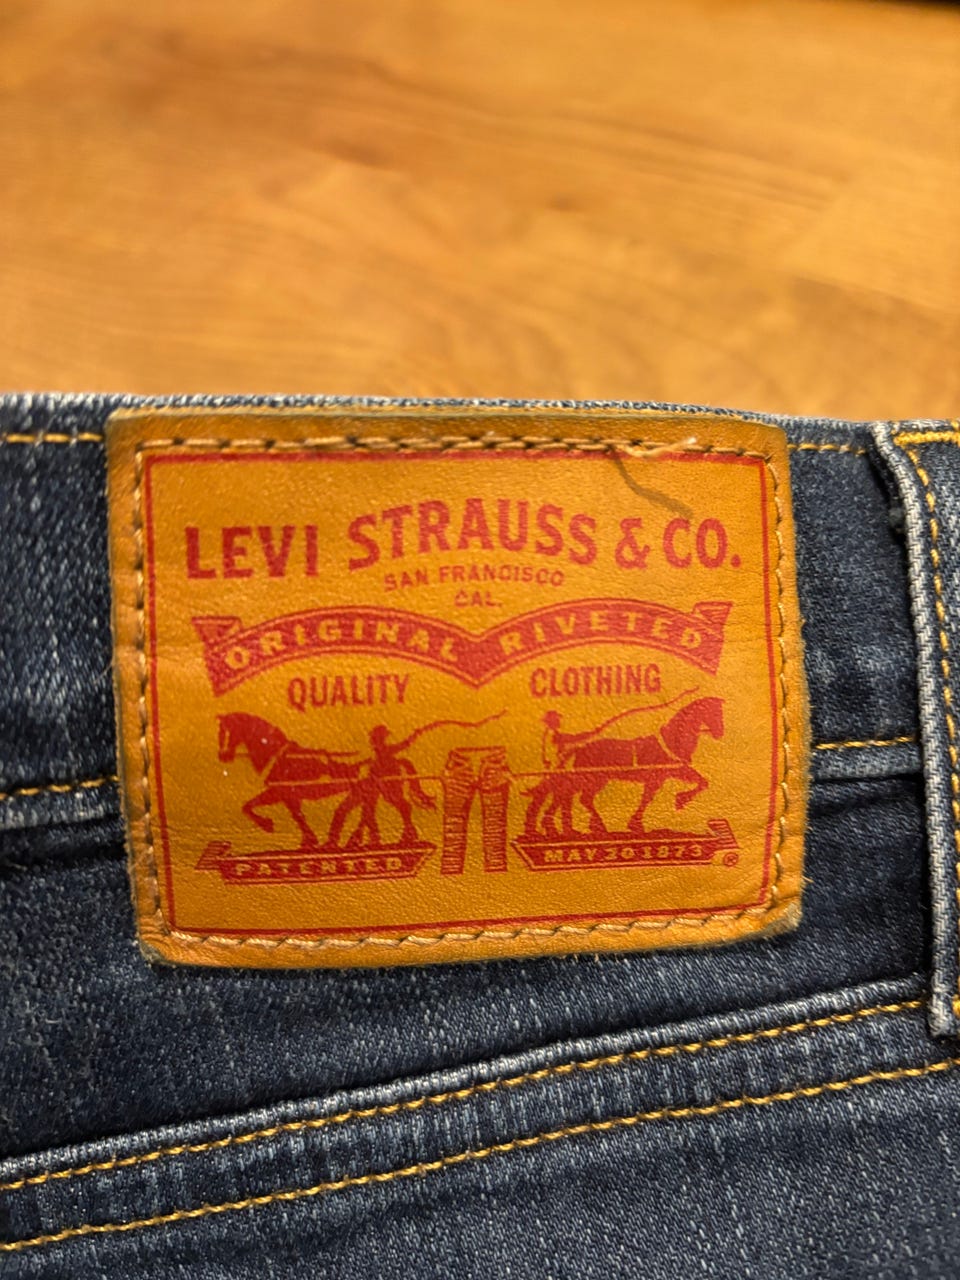 LEVI STRAUSS & CO.
SAN FRANCISCO
CAL.
ORIGINAL RIVETED
QUALITY CLOTHING
PATENTED MAY 20 1873 ®